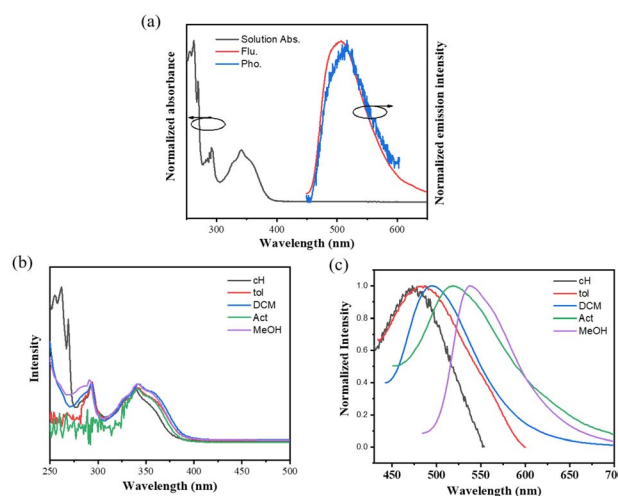 (a)
Solution Abs.
Flu.
Pho.
Normalized absorbance
Normalized emission intensity
300 400 500 600
Wavelength (nm)
(b)
cH
tol
DCM
Act
MeOH
Intensity
250 300 350 400 450 500
Wavelength (nm)
(c)
cH
tol
DCM
Act
MeOH
Normalized Intensity
1.0
0.8
0.6
0.4
0.2
0.0
450 500 550 600 650 700
Wavelength (nm)